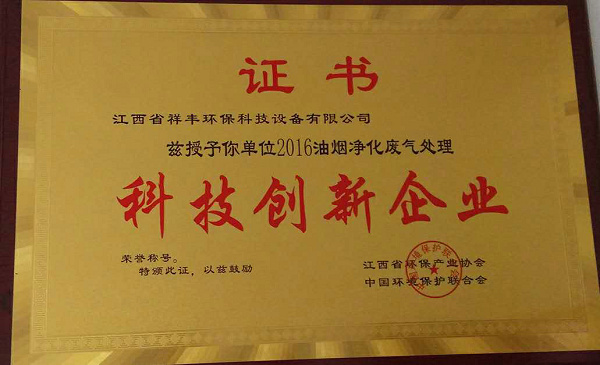 证书
江西省祥丰环保科技设备有限公司
兹授予你单位2016油烟净化废气处理
科技创新企业
荣誉称号。
特颁此证，以兹鼓励
江西省环保产业协会
中国环境保护联合会